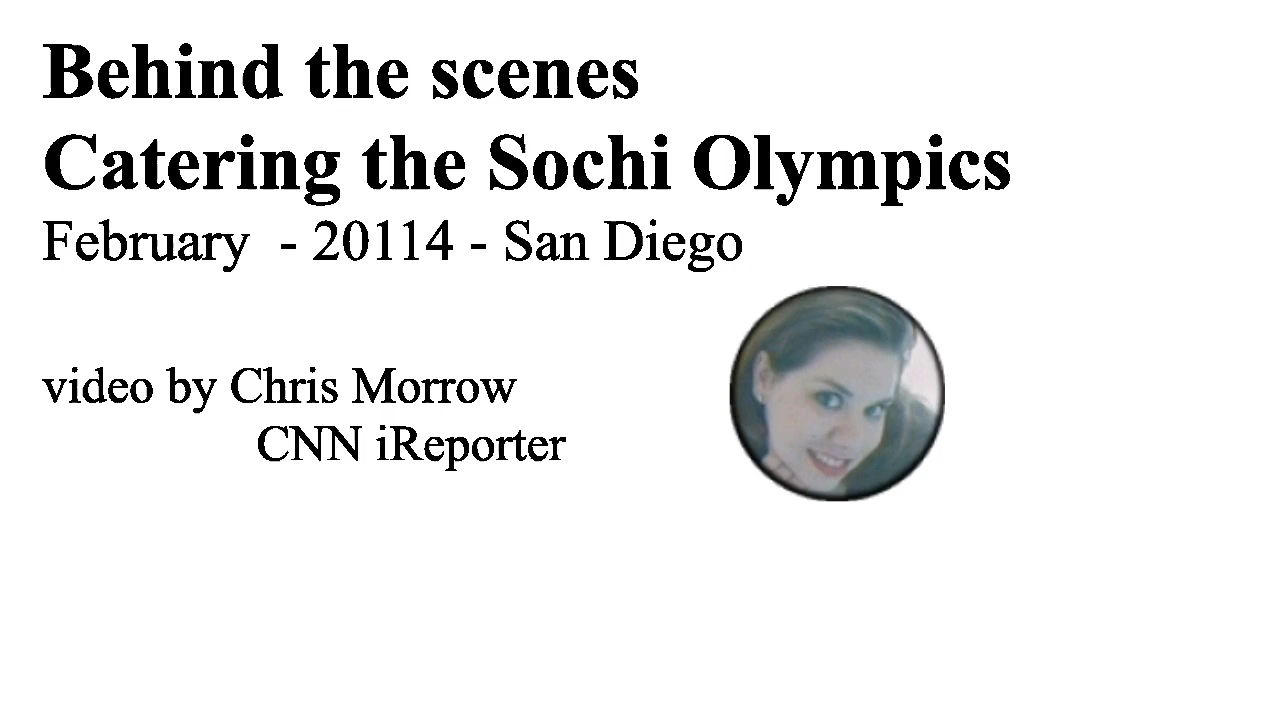 Behind the scenes
Catering the Sochi Olympics
February - 20114 - San Diego
video by Chris Morrow
CNN iReporter